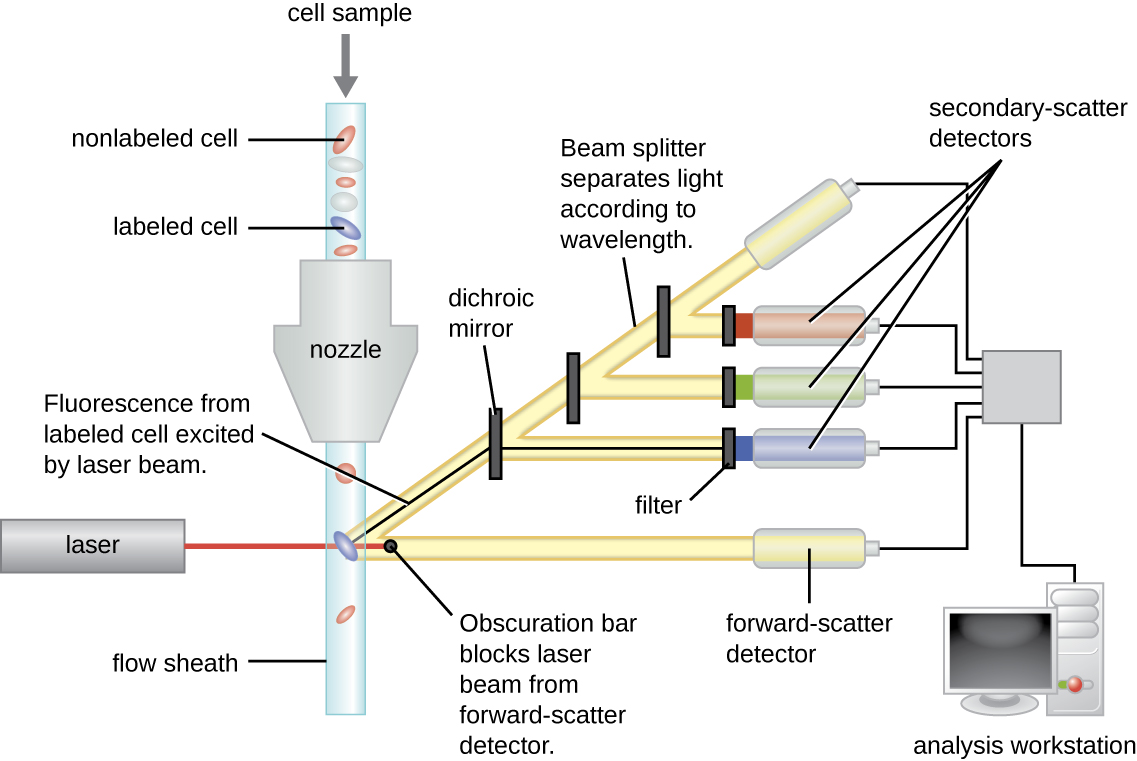 cell sample
nonlabeled cell
labeled cell
nozzle
Fluorescence from
labeled cell excited
by laser beam.
laser
flow sheath
dichroic
mirror
Beam splitter
separates light
according to
wavelength.
secondary-scatter
detectors
filter
Obscuration bar
blocks laser
beam from
forward-scatter
detector.
forward-scatter
detector
analysis workstation